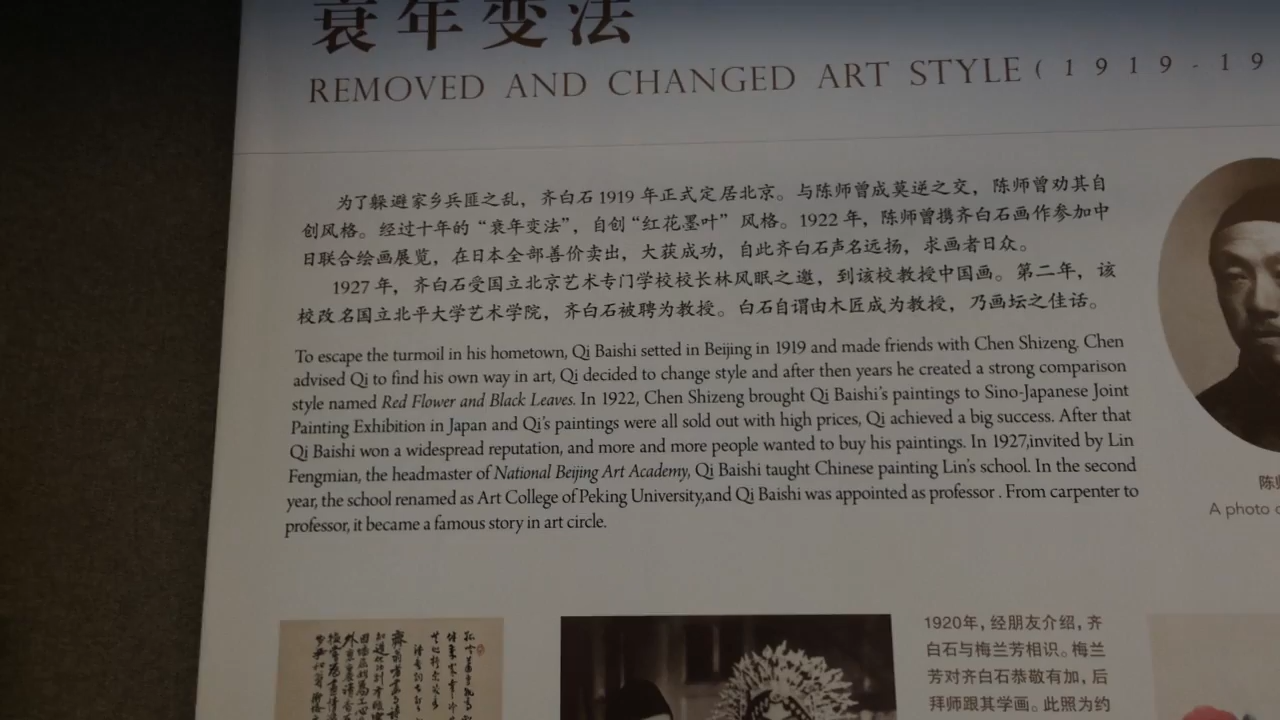 衰年变法
REMOVED AND CHANGED ART STYLE ( 1 9 1 9 - 1 9
为了躲避家乡兵匪之乱，齐白石 1919 年正式定居北京。与陈师曾成莫逆之交，陈师曾劝其自
创风格。经过十年的“衰年变法”，自创“红花墨叶”风格。1922 年，陈师曾携齐白石画作参加中
日联合绘画展览，在日本全部善价卖出，大获成功，自此齐白石声名远扬，求画者日众。
1927 年，齐白石受国立北京艺术专门学校校长林风眠之邀，到该校教授中国画。第二年，该
校改名国立北平大学艺术学院，齐白石被聘为教授。白石自谓由木匠成为教授，乃画坛之佳话。
To escape the turmoil in his hometown, Qi Baishi setted in Beijing in 1919 and made friends with Chen Shizeng. Chen
advised Qi to find his own way in art, Qi decided to change style and after then years he created a strong comparison
style named Red Flower and Black Leaves. In 1922, Chen Shizeng brought Qi Baishi's paintings to Sino-Japanese Joint
Painting Exhibition in Japan and Qi's paintings were all sold out with high prices, Qi achieved a big success. After that
Qi Baishi won a widespread reputation, and more and more people wanted to buy his paintings. In 1927,invited by Lin
Fengmian, the headmaster of National Beijing Art Academy, Qi Baishi taught Chinese painting Lin's school. In the second
year, the school renamed as Art College of Peking University,and Qi Baishi was appointed as professor . From carpenter to
professor, it became a famous story in art circle.
陈师
A photo
1920年，经朋友介绍，齐
白石与梅兰芳相识。梅兰
芳对齐白石恭敬有加，后
拜师跟其学画。此照为约